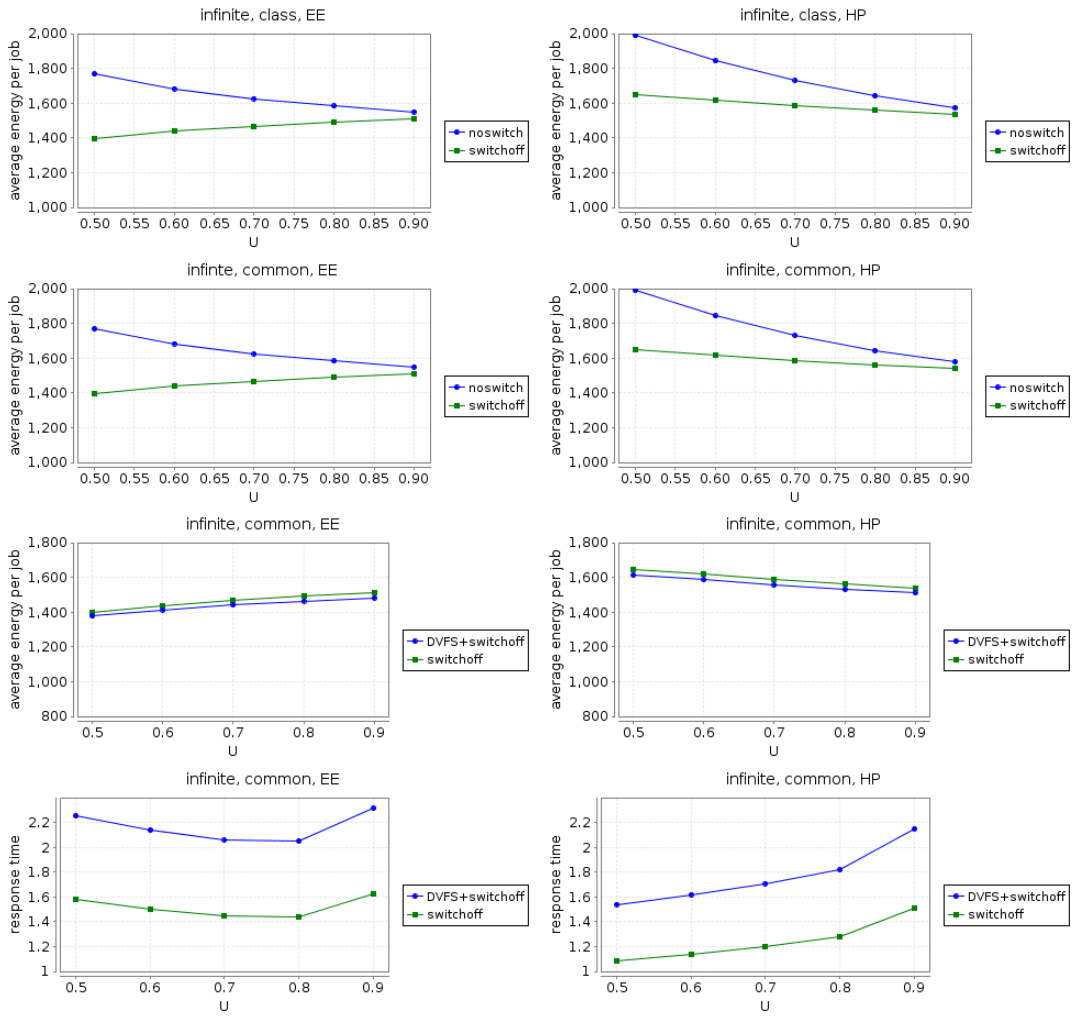 infinite, class, EE
average energy per job
2,000
1,800
1,600
1,400
1,200
1,000
0.50 0.55 0.60 0.65 0.70 0.75 0.80 0.85 0.90
U
noswitch
switchoff
infinite, class, HP
average energy per job
2,000
1,800
1,600
1,400
1,200
1,000
0.50 0.55 0.60 0.65 0.70 0.75 0.80 0.85 0.90
U
noswitch
switchoff
infinte, common, EE
average energy per job
2,000
1,800
1,600
1,400
1,200
1,000
0.50 0.55 0.60 0.65 0.70 0.75 0.80 0.85 0.90
U
noswitch
switchoff
infinite, common, HP
average energy per job
2,000
1,800
1,600
1,400
1,200
1,000
0.50 0.55 0.60 0.65 0.70 0.75 0.80 0.85 0.90
U
noswitch
switchoff
infinite, common, EE
average energy per job
1,800
1,600
1,400
1,200
1,000
800
0.5 0.6 0.7 0.8 0.9
U
DVFS+switchoff
switchoff
infinite, common, HP
average energy per job
1,800
1,600
1,400
1,200
1,000
800
0.5 0.6 0.7 0.8 0.9
U
DVFS+switchoff
switchoff
infinite, common, EE
response time
2.2
2
1.8
1.6
1.4
1.2
1
0.5 0.6 0.7 0.8 0.9
U
DVFS+switchoff
switchoff
infinite, common, HP
response time
2.2
2
1.8
1.6
1.4
1.2
1
0.5 0.6 0.7 0.8 0.9
U
DVFS+switchoff
switchoff